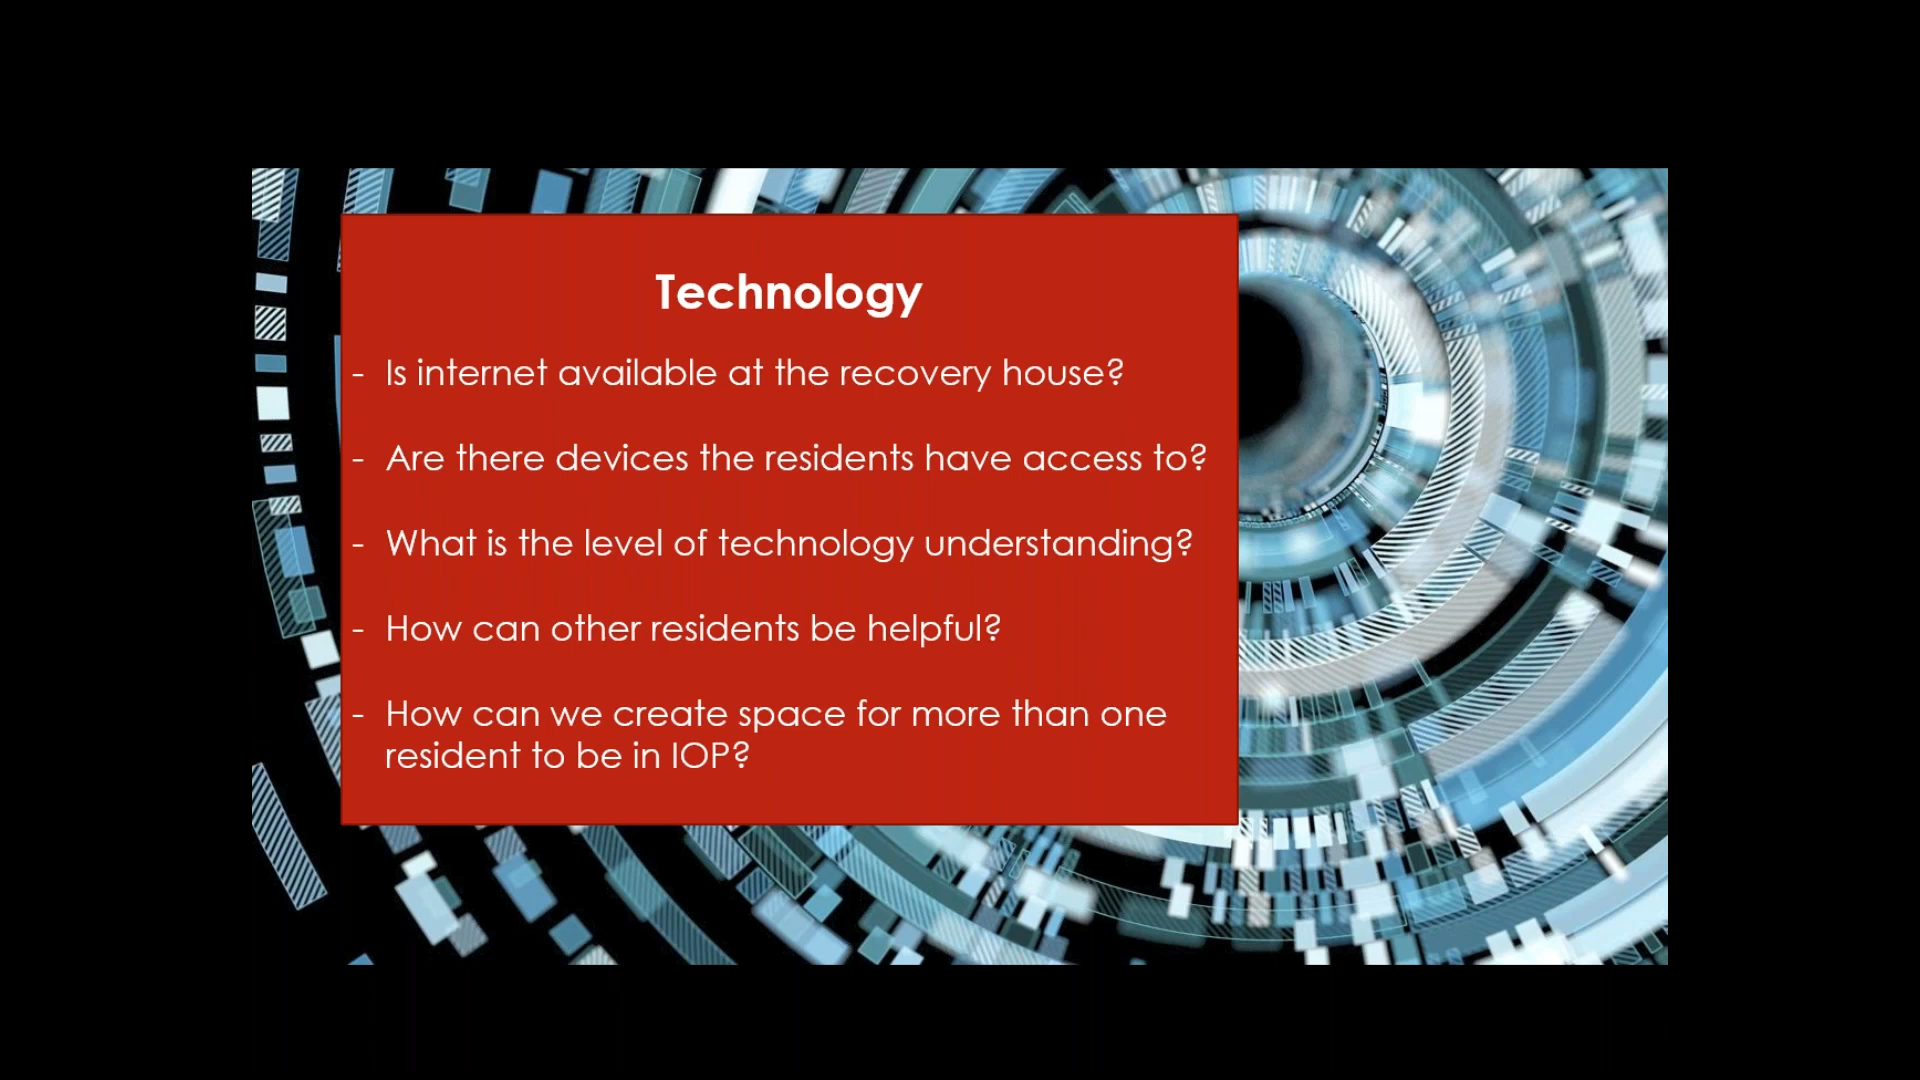 Technology
- Is internet available at the recovery house?
- Are there devices the residents have access to?
- What is the level of technology understanding?
- How can other residents be helpful?
- How can we create space for more than one
resident to be in IOP?